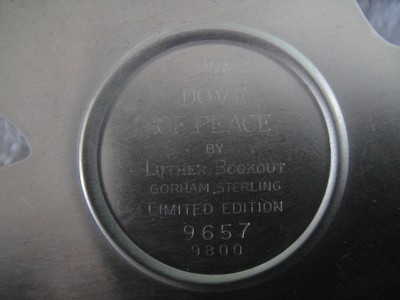 DOVE
OF PEACE
BY
LUTHER BOOKOUT
GORHAM STERLING
LIMITED EDITION
9657
9800